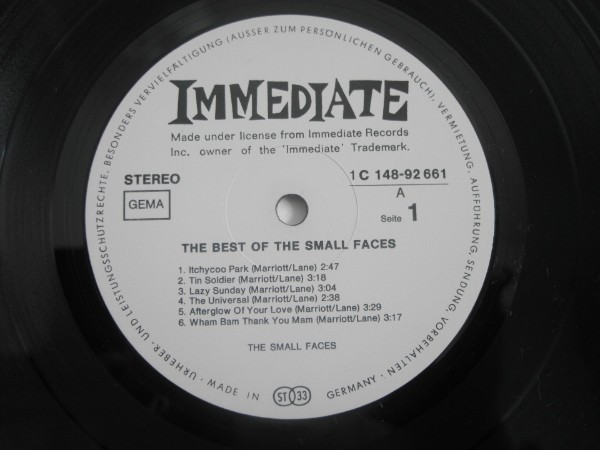 URHEBER- UND LEISTUNGSSCHUTZRECHTE, BESONDERS VERVIELFÄLTIGUNG (AUSSER ZUM PERSÖNLICHEN GEBRAUCH), VERMIETUNG, AUFFÜHRUNG, SENDUNG, VORBEHALTEN -
IMMEDIATE
Made under license from Immediate Records
Inc. owner of the 'Immediate' Trademark.
STEREO
1 C 148-92 661
GEMA
A
Seite 1
THE BEST OF THE SMALL FACES
1. Itchycoo Park (Marriott/Lane) 2:47
2. Tin Soldier (Marriott/Lane) 3:18
3. Lazy Sunday (Marriott/Lane) 3:04
4. The Universal (Marriott/Lane) 2:38
5. Afterglow Of Your Love (Marriott/Lane) 3:29
6. Wham Bam Thank You Mam (Marriott/Lane) 3:17
THE SMALL FACES
MADE IN GERMANY -
ST 33